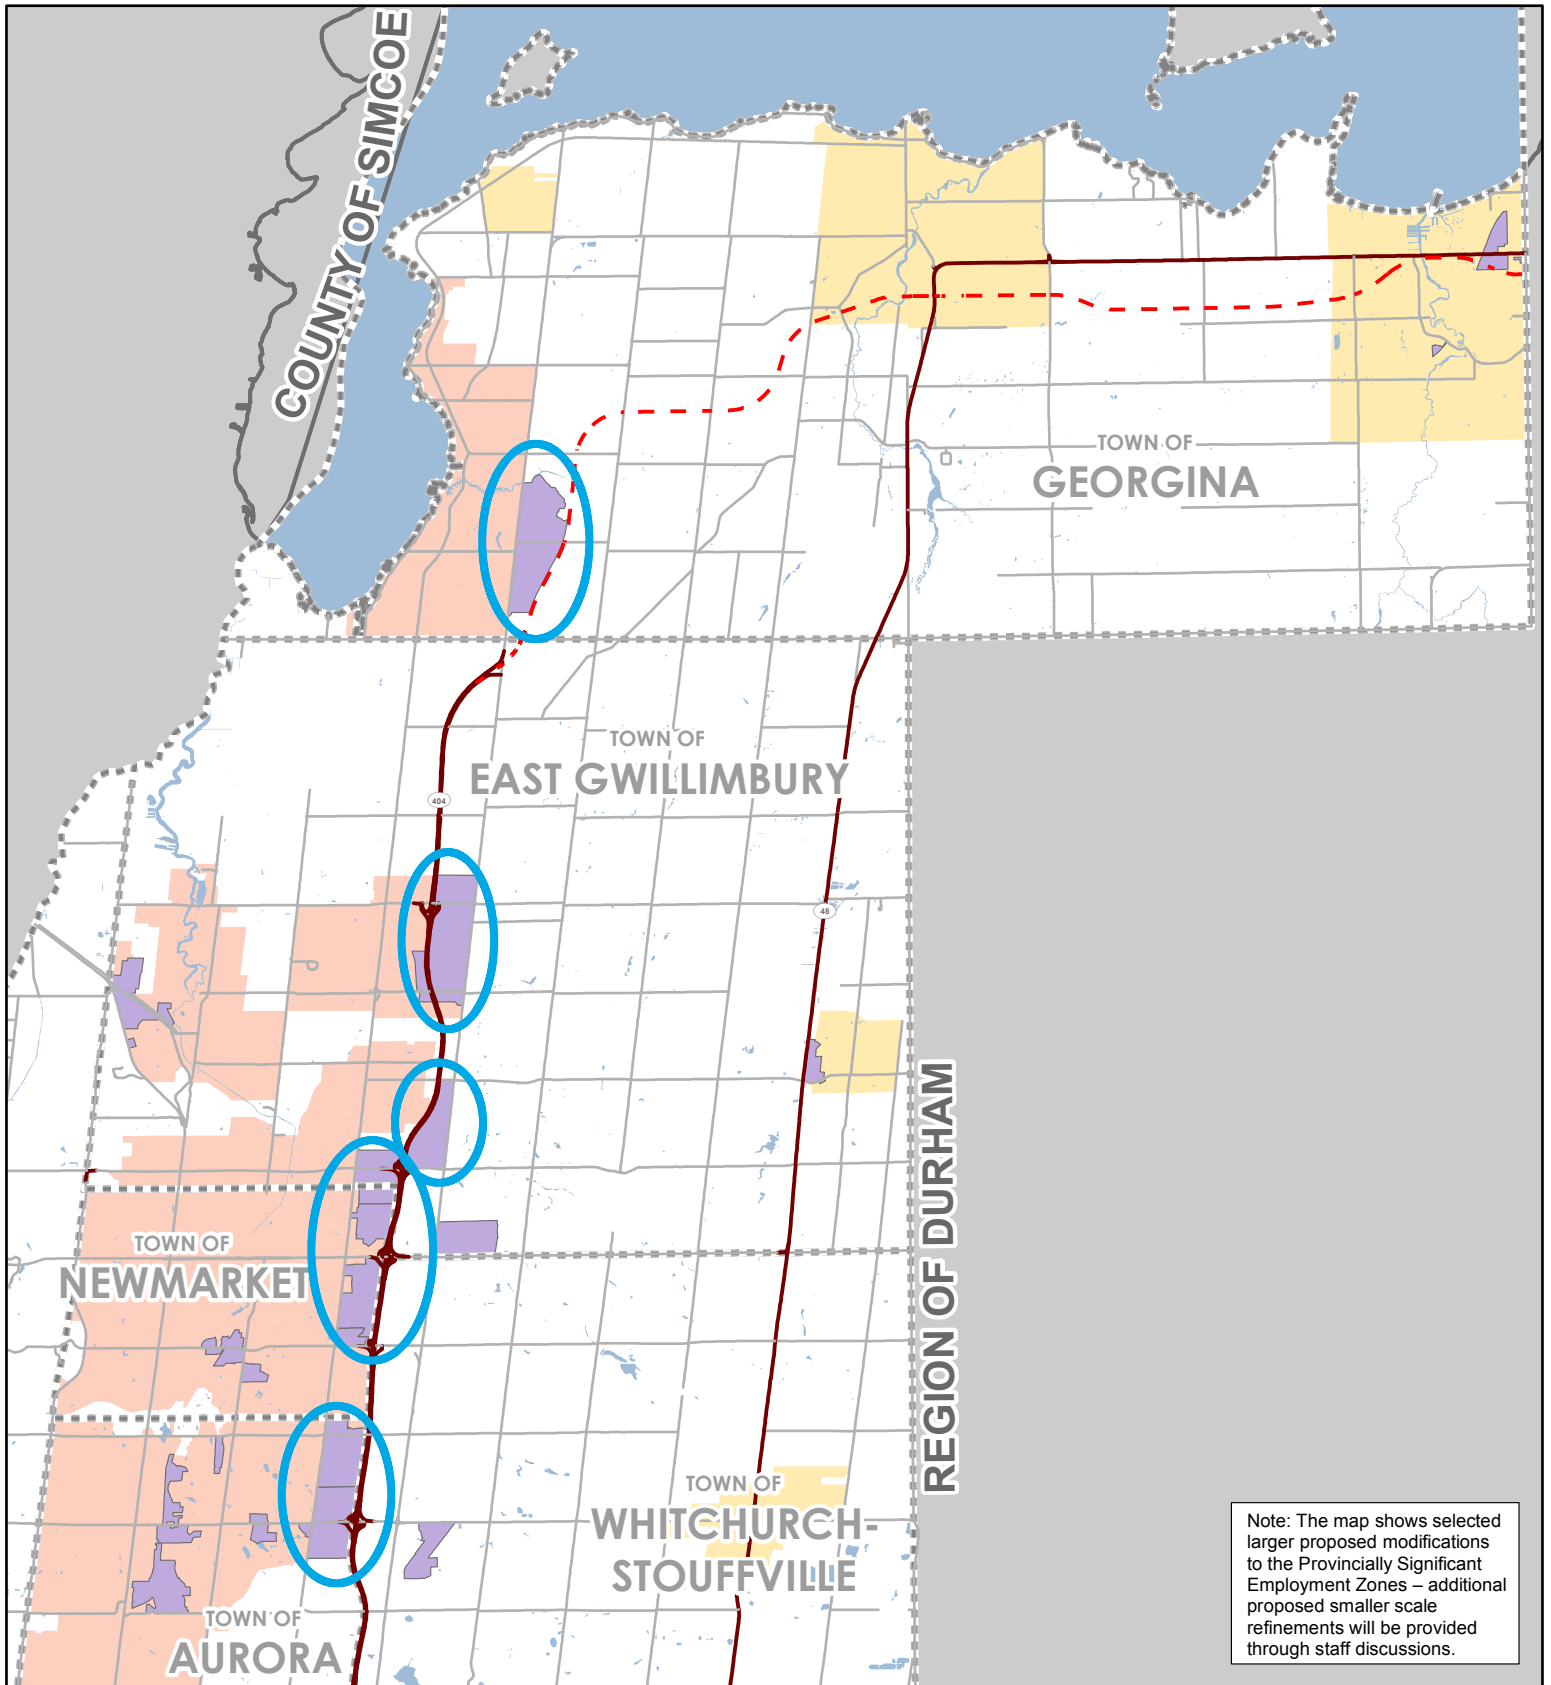 COUNTY OF SIMCOE
TOWN OF
GEORGINA
TOWN OF
EAST GWILLIMBURY
404
48
REGION OF DURHAM
TOWN OF
NEWMARKET
TOWN OF
WHITCHURCH-
STOUFFVILLE
TOWN OF
AURORA
Note: The map shows selected
larger proposed modifications
to the Provincially Significant
Employment Zones – additional
proposed smaller scale
refinements will be provided
through staff discussions.